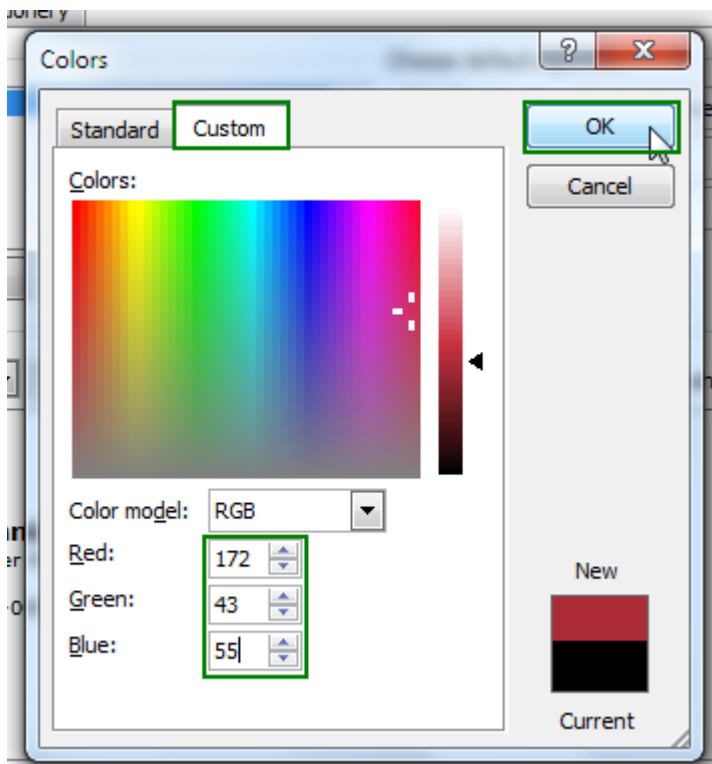 Colors
Standard
Custom
OK
Cancel
Colors:
Color model: RGB
Red: 172
Green: 43
Blue: 55
New
Current